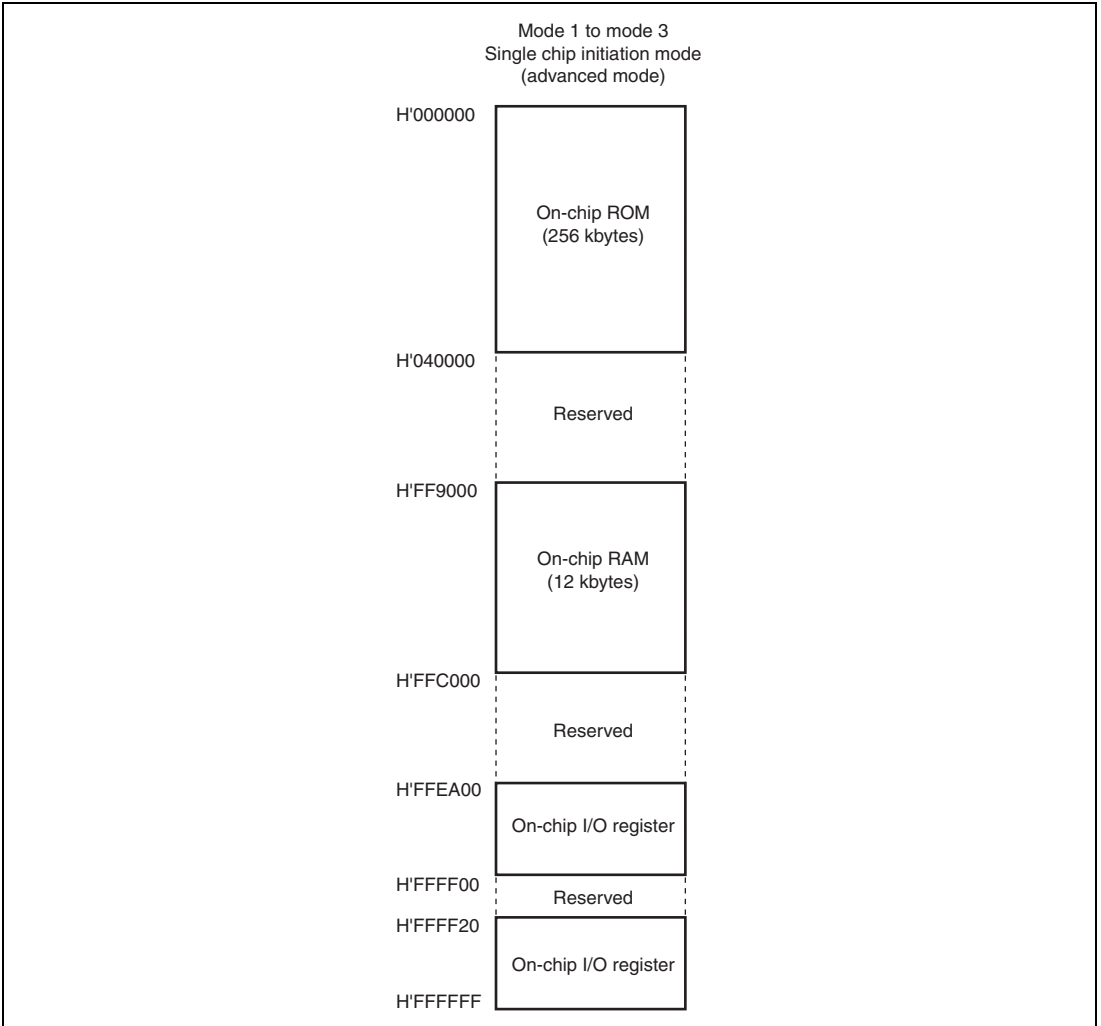 Mode 1 to mode 3
Single chip initiation mode
(advanced mode)
H'000000
On-chip ROM
(256 kbytes)
H'040000
Reserved
H'FF9000
On-chip RAM
(12 kbytes)
H'FFC000
Reserved
H'FFEA00
On-chip I/O register
H'FFFF00
Reserved
H'FFFF20
On-chip I/O register
H'FFFFFF